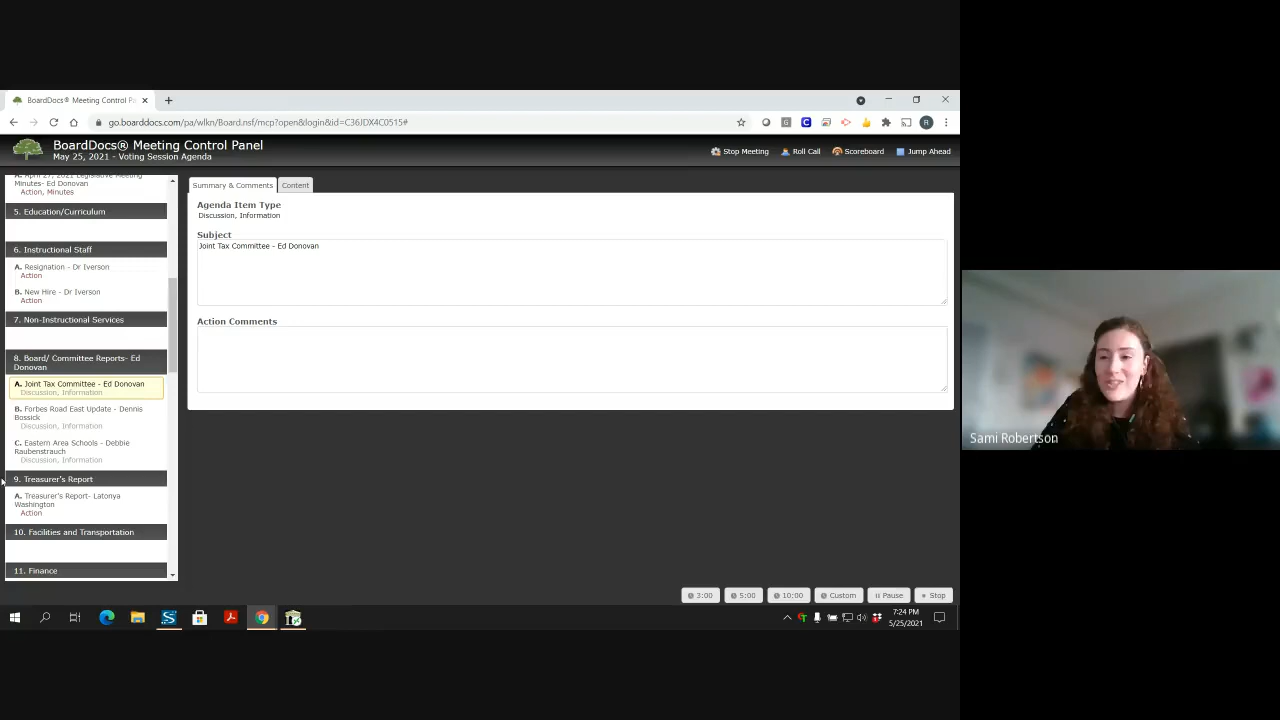 BoardDocs® Meeting Control Pa
go.boarddocs.com/pa/wlkn/Board.nsf/mcp?open&login&id=C36JDX4C0515#
BoardDocs® Meeting Control Panel
May 25, 2021 - Voting Session Agenda
Stop Meeting
Roll Call
Scoreboard
Jump Ahead
A. April 27, 2021 Legislative Meeting
Minutes- Ed Donovan
Action, Minutes
5. Education/Curriculum
6. Instructional Staff
A. Resignation - Dr Iverson
Action
B. New Hire - Dr Iverson
Action
7. Non-Instructional Services
8. Board/ Committee Reports- Ed
Donovan
A. Joint Tax Committee - Ed Donovan
Discussion, Information
B. Forbes Road East Update - Dennis
Bossick
Discussion, Information
C. Eastern Area Schools - Debbie
Raubenstrauch
Discussion, Information
9. Treasurer's Report
A. Treasurer's Report- Latonya
Washington
Action
10. Facilities and Transportation
11. Finance
Summary & Comments
Content
Agenda Item Type
Discussion, Information
Subject
Joint Tax Committee - Ed Donovan
Action Comments
3:00
5:00
10:00
Custom
Pause
Stop
7:24 PM
5/25/2021
Sami Robertson